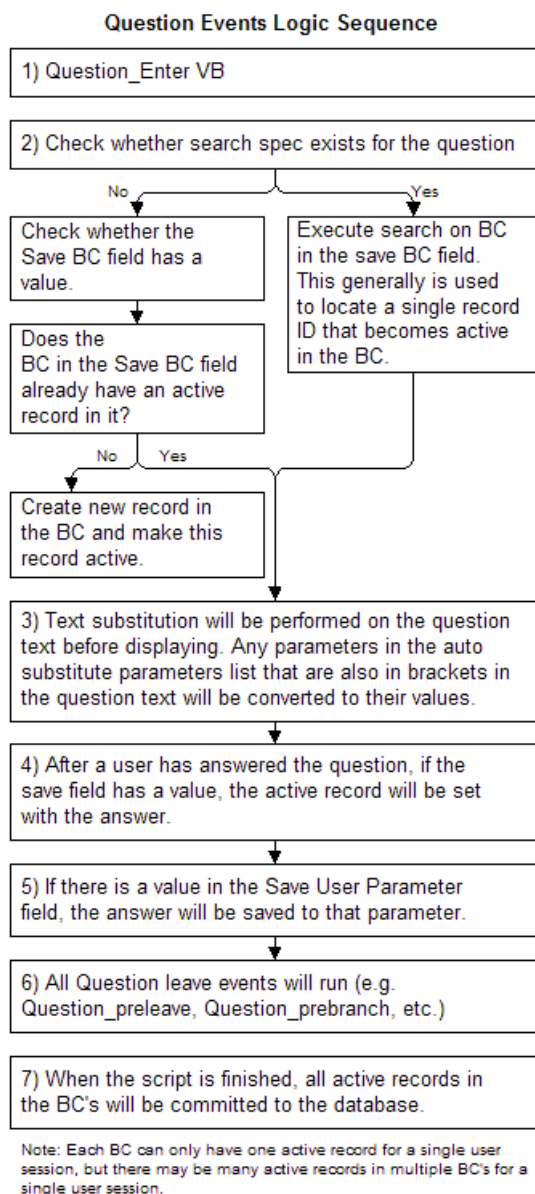 Question Events Logic Sequence
1) Question_Enter VB
2) Check whether search spec exists for the question
No
Yes
Check whether the
Save BC field has a
value.
Execute search on BC
in the save BC field.
This generally is used
to locate a single record
ID that becomes active
in the BC.
Does the
BC in the Save BC field
already have an active
record in it?
No
Yes
Create new record in
the BC and make this
record active.
3) Text substitution will be performed on the question
text before displaying. Any parameters in the auto
substitute parameters list that are also in brackets in
the question text will be converted to their values.
4) After a user has answered the question, if the
save field has a value, the active record will be set
with the answer.
5) If there is a value in the Save User Parameter
field, the answer will be saved to that parameter.
6) All Question leave events will run (e.g.
Question_preleave, Question_prebranch, etc.)
7) When the script is finished, all active records in
the BC's will be committed to the database.
Note: Each BC can only have one active record for a single user
session, but there may be many active records in multiple BC's for a
single user session.